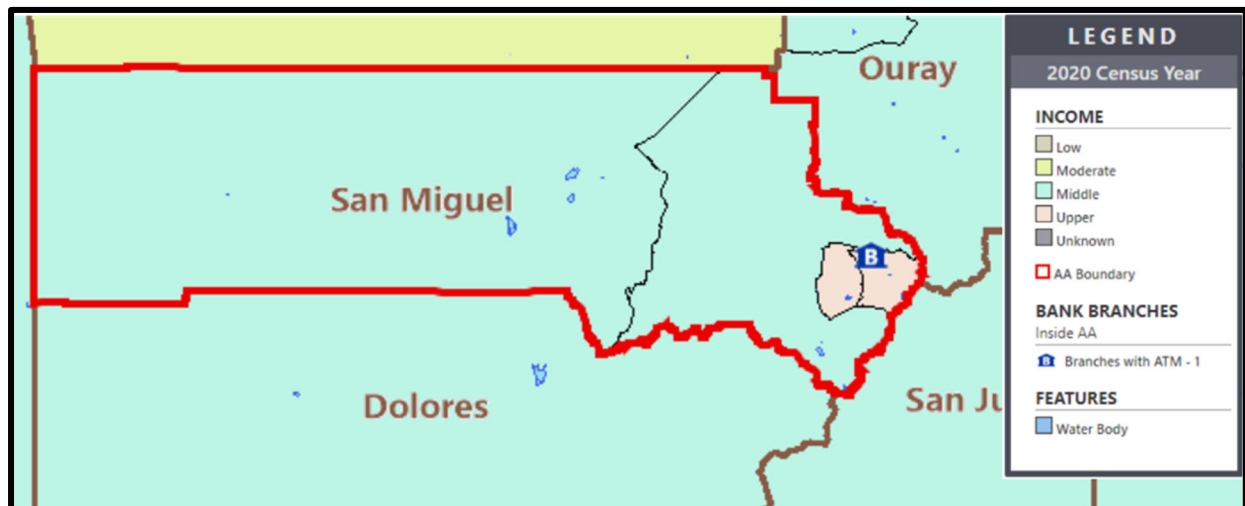 Ouray
San Miguel
B
Dolores
San Ju
LEGEND
2020 Census Year
INCOME
Low
Moderate
Middle
Upper
Unknown
AA Boundary
BANK BRANCHES
Inside AA
B Branches with ATM - 1
FEATURES
Water Body